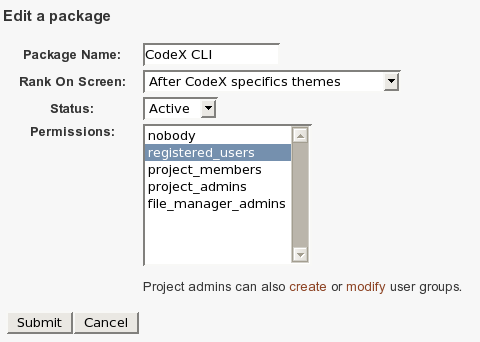 Edit a package
Package Name: CodeX CLI
Rank On Screen: After CodeX specifics themes
Status: Active
Permissions: nobody
registered_users
project_members
project_admins
file_manager_admins
Project admins can also create or modify user groups.
Submit Cancel